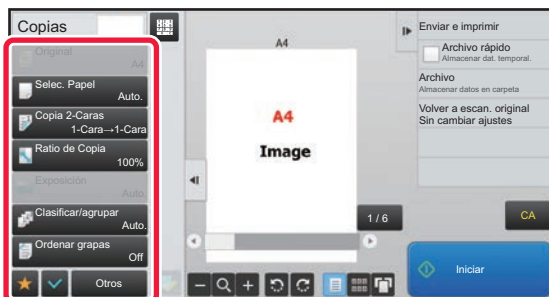 Copias
Original
A4
Selec. Papel
Auto.
Copia 2-Caras
1-Cara→1-Cara
Ratio de Copia
100%
Exposición
Auto.
Clasificar/agrupar
Auto.
Ordenar grapas
Off
Otros
A4
A4
Image
1 / 6
Enviar e imprimir
Archivo rápido
Almacenar dat. temporal.
Archivo
Almacenar datos en carpeta
Volver a escan. original
Sin cambiar ajustes
CA
Iniciar